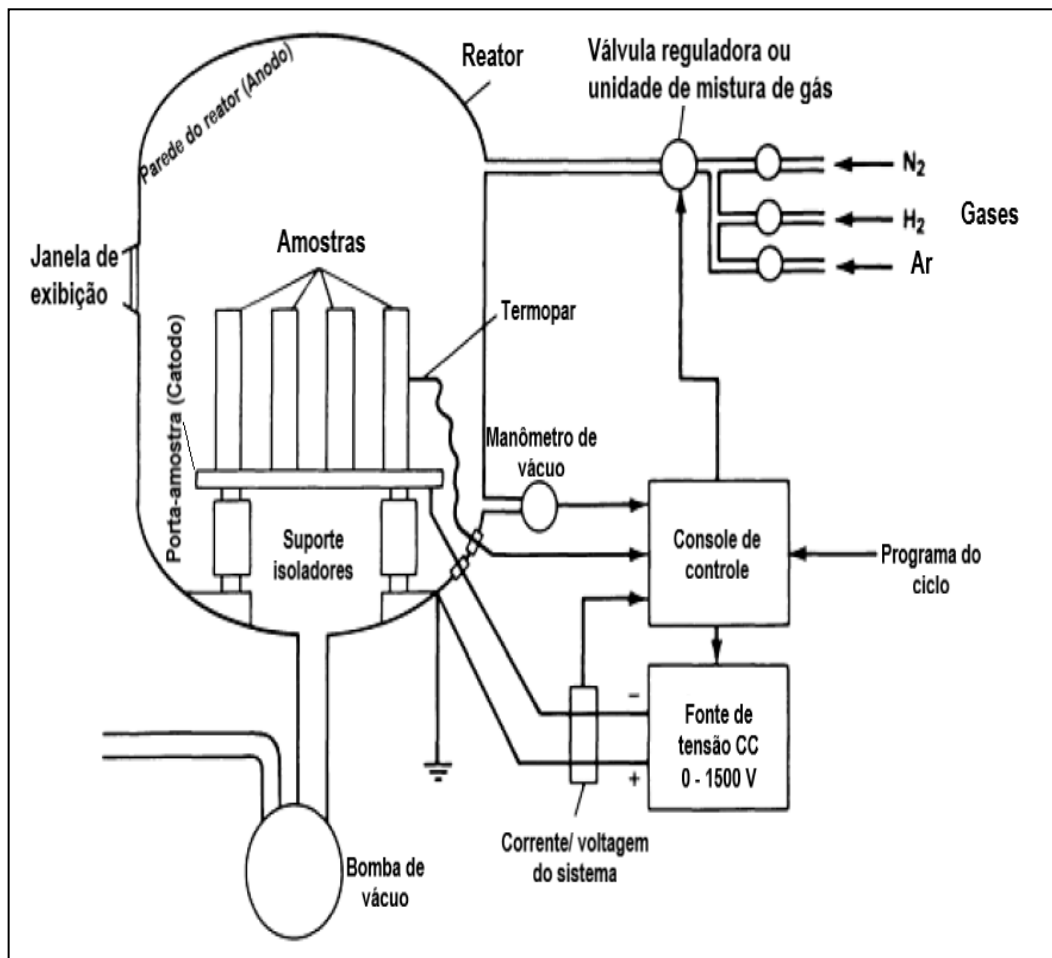 Reator
Válvula reguladora ou
unidade de mistura de gás
Parede do reator (Anodo)
N2
H2
Gases
Ar
Janela de
exibição
Amostras
Termopar
Porta-amostra (Catodo)
Manômetro de
vácuo
Suporte
isoladores
Console de
controle
Programa do
ciclo
−
Fonte de
tensão CC
0 - 1500 V
+
Corrente/ voltagem
do sistema
Bomba de
vácuo